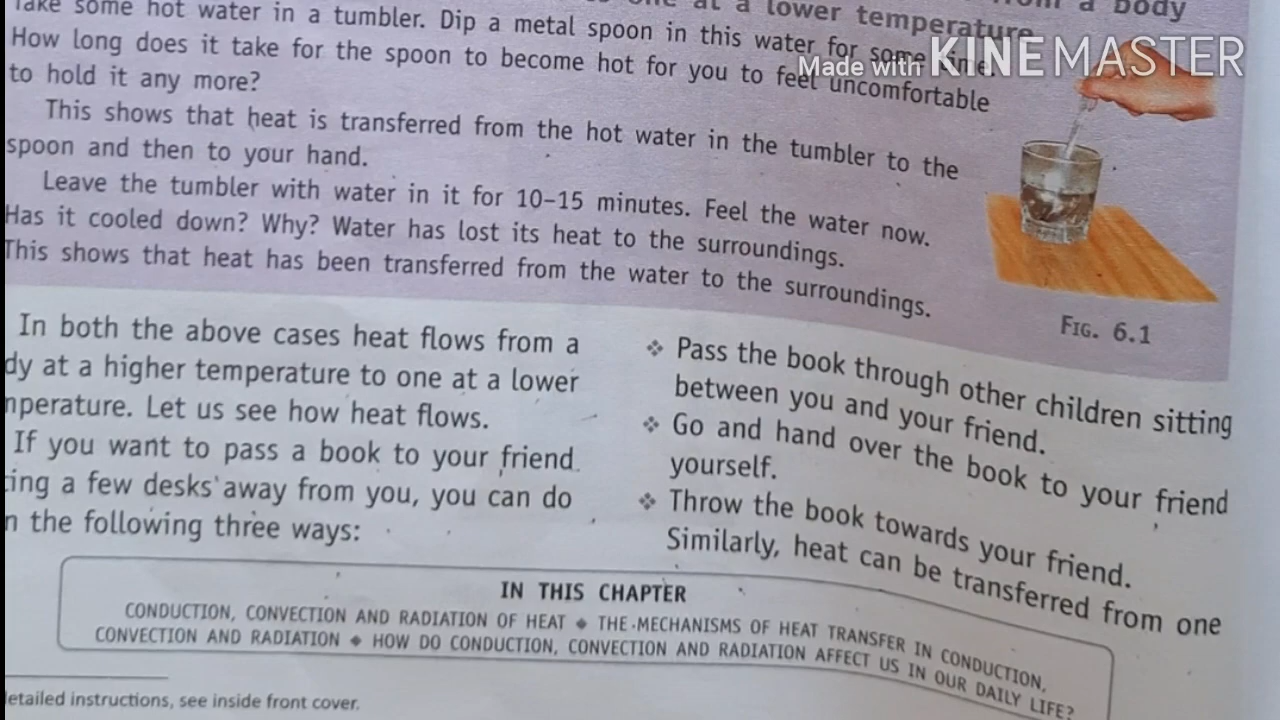 at a lower temperature
a body
Take some hot water in a tumbler. Dip a metal spoon in this water for some time.
How long does it take for the spoon to become hot for you to feel uncomfortable
to hold it any more?
This shows that heat is transferred from the hot water in the tumbler to the
spoon and then to your hand.
Leave the tumbler with water in it for 10–15 minutes. Feel the water now.
Has it cooled down? Why? Water has lost its heat to the surroundings.
This shows that heat has been transferred from the water to the surroundings.
Made with KINEMASTER
FIG. 6.1
In both the above cases heat flows from a
dy at a higher temperature to one at a lower
mperature. Let us see how heat flows.
If you want to pass a book to your friend
ting a few desks away from you, you can do
n the following three ways:
❖ Pass the book through other children sitting
between you and your friend.
❖ Go and hand over the book to your friend
yourself.
❖ Throw the book towards your friend.
Similarly, heat can be transferred from one
IN THIS CHAPTER
CONDUCTION, CONVECTION AND RADIATION OF HEAT ◆ THE MECHANISMS OF HEAT TRANSFER IN CONDUCTION,
CONVECTION AND RADIATION ◆ HOW DO CONDUCTION, CONVECTION AND RADIATION AFFECT US IN OUR DAILY LIFE?
detailed instructions, see inside front cover.